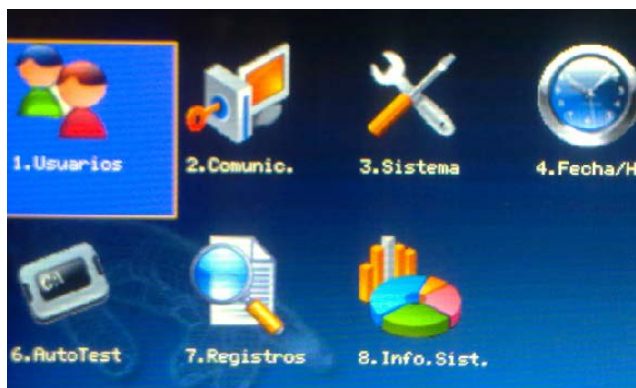 1.Usuarios
2.Comunic.
3.Sistema
4.Fecha/H
6.AutoTest
7.Registros
8.Info.Sist.